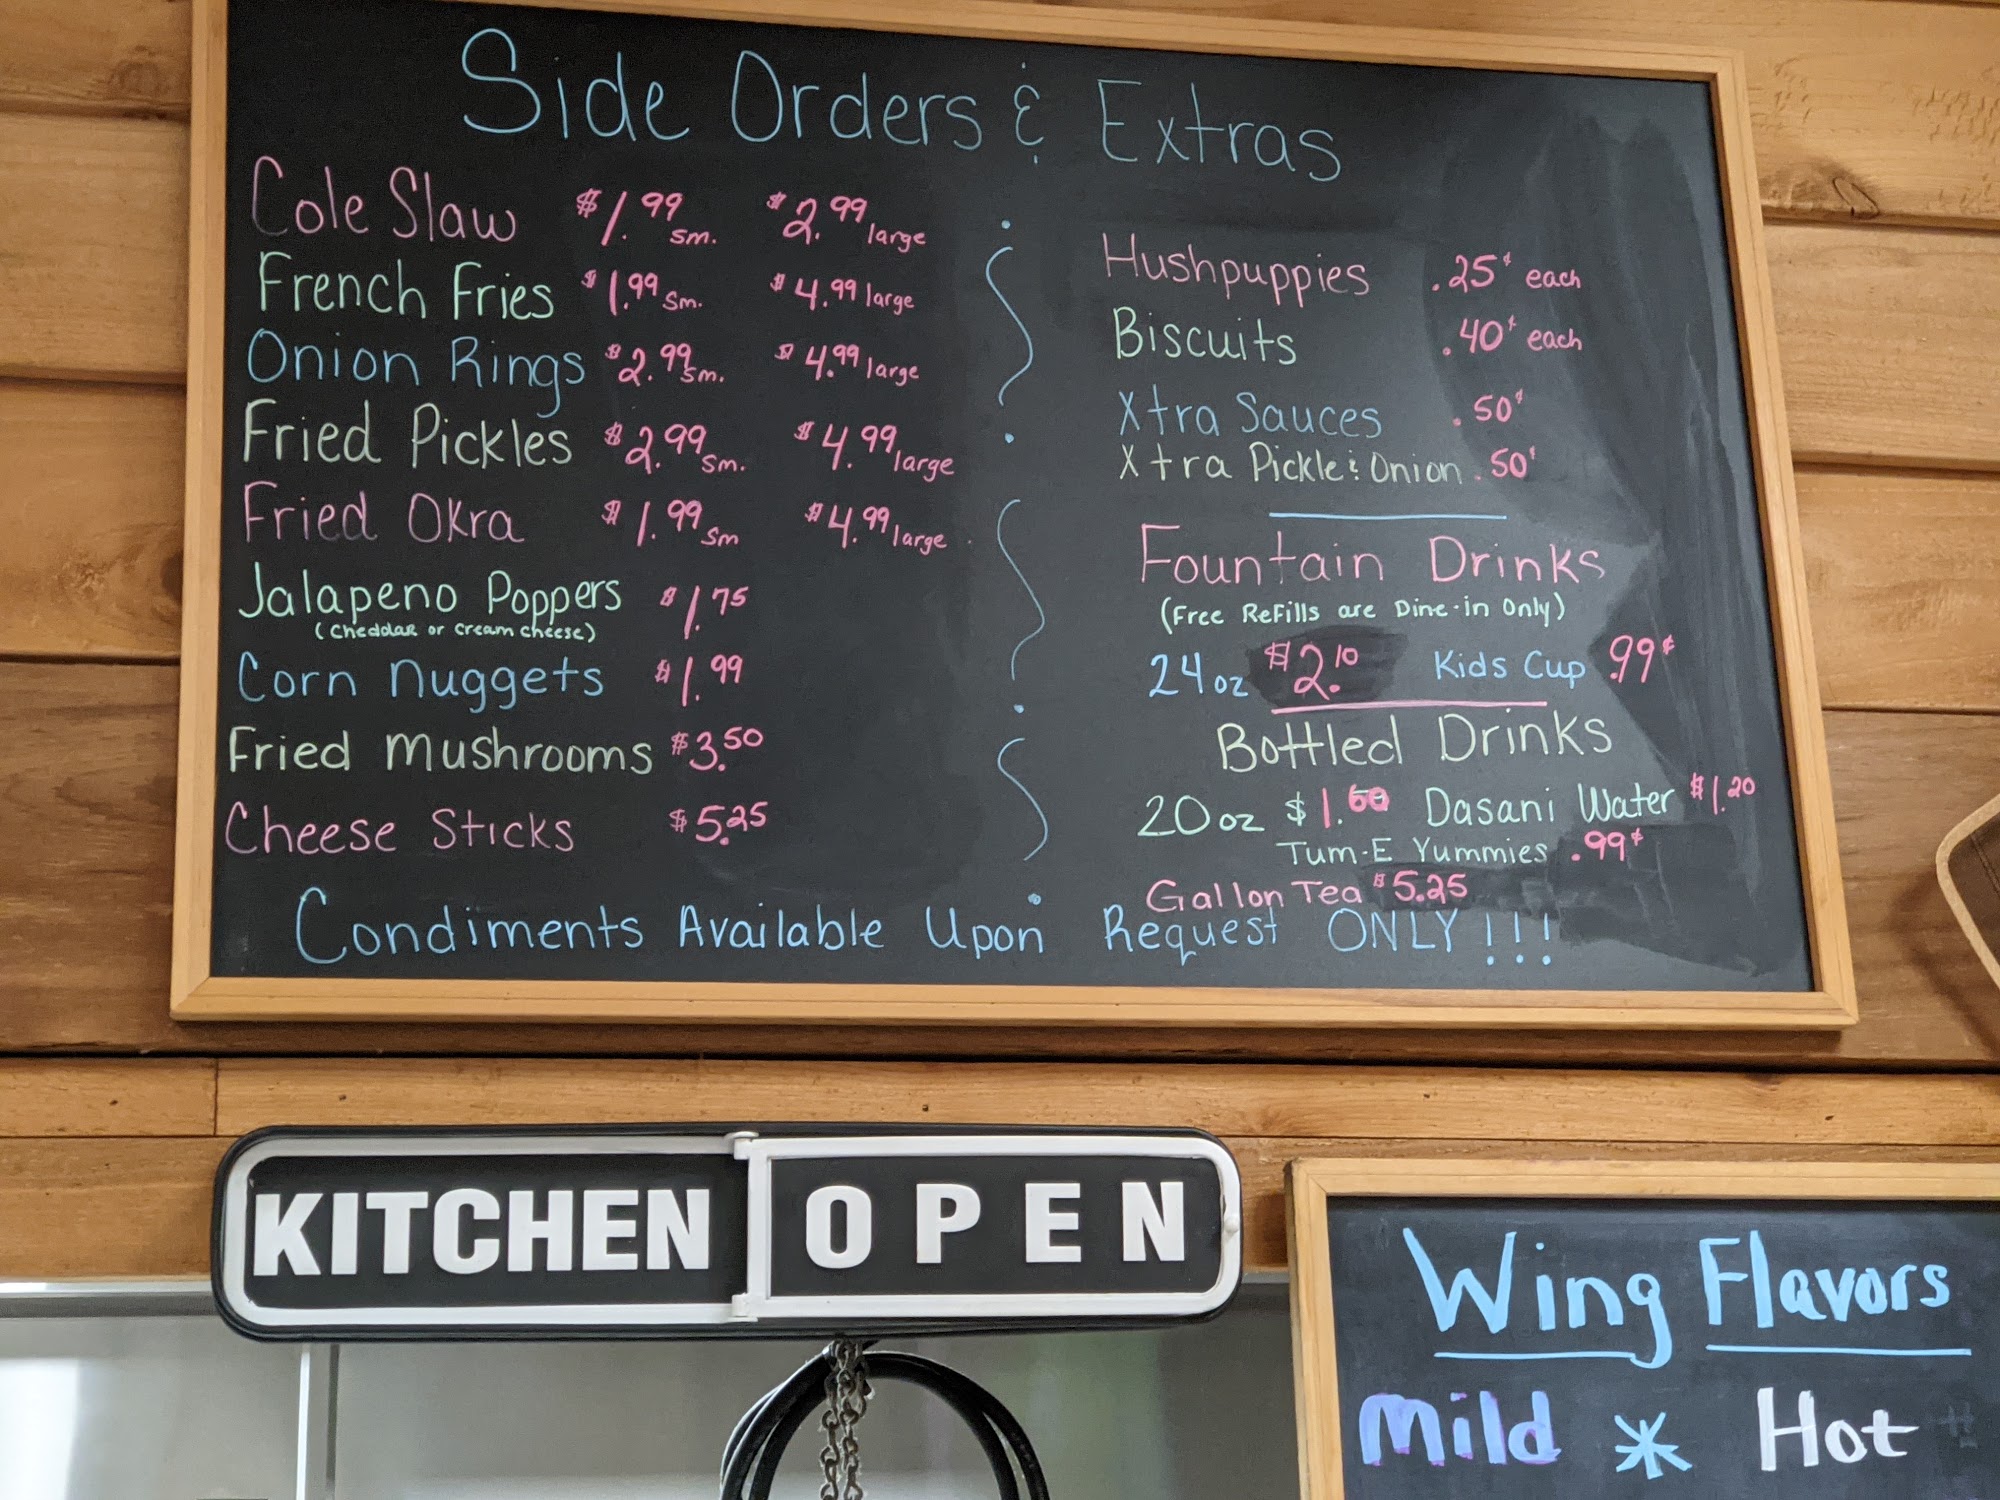 Side Orders & Extras
Cole Slaw $1.99 sm. $2.99 large
French Fries $1.99 sm. $4.99 large
Onion Rings $2.99 sm. $4.99 large
Fried Pickles $2.99 sm. $4.99 large
Fried Okra $1.99 sm $4.99 large
Jalapeno Poppers $1.75
(Cheddar or cream cheese)
Corn Nuggets $1.99
Fried Mushrooms $3.50
Cheese Sticks $5.25
Hushpuppies .25¢ each
Biscuits .40¢ each
Xtra Sauces .50¢
Xtra Pickle & Onion .50¢
Fountain Drinks
(Free Refills are Dine-in Only)
24 oz $2.10 Kids Cup .99¢
Bottled Drinks
20 oz $1.60 Dasani Water $1.20
Tum-E Yummies .99¢
Gallon Tea $5.25
Condiments Available Upon Request ONLY!!!
KITCHEN OPEN
Wing Flavors
Mild * Hot